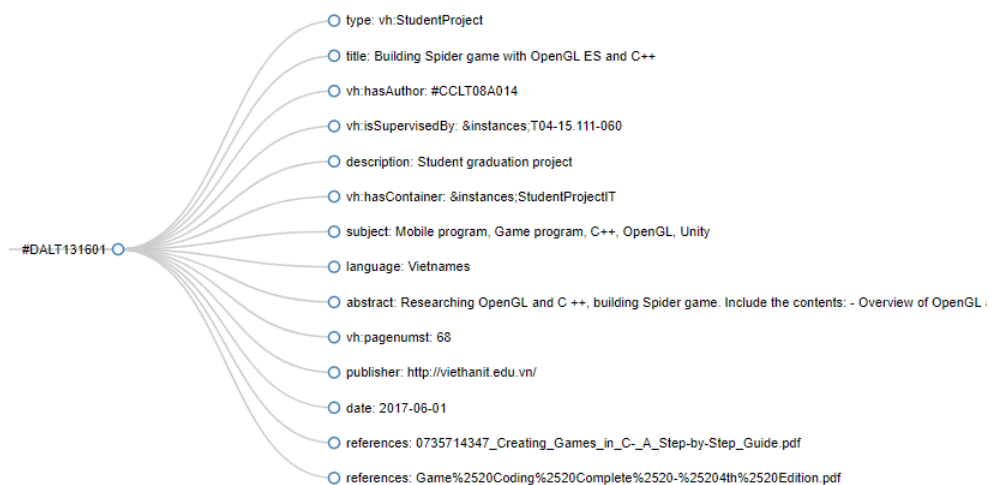 type: vh:StudentProject
title: Building Spider game with OpenGL ES and C++
vh:hasAuthor: #CCLT08A014
vh:isSupervisedBy: &instances;T04-15.111-060
description: Student graduation project
vh:hasContainer: &instances;StudentProjectIT
subject: Mobile program, Game program, C++, OpenGL, Unity
#DALT131601
language: Vietnames
abstract: Researching OpenGL and C ++, building Spider game. Include the contents: - Overview of OpenGL
vh:pagenumst: 68
publisher: http://viethanit.edu.vn/
date: 2017-06-01
references: 0735714347_Creating_Games_in_C-_A_Step-by-Step_Guide.pdf
references: Game%2520Coding%2520Complete%2520-%25204th%2520Edition.pdf